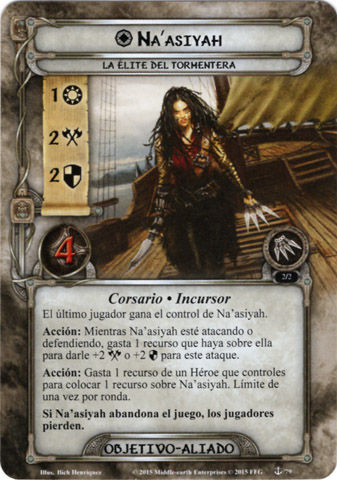 Na'asiyah
La Élite del Tormentera
1
2
2
4
2/2
Corsario • Incursor
El último jugador gana el control de Na'asiyah.
Acción: Mientras Na'asiyah esté atacando o
defendiendo, gasta 1 recurso que haya sobre ella
para darle +2 o +2 para este ataque.
Acción: Gasta 1 recurso de un Héroe que controles
para colocar 1 recurso sobre Na'asiyah. Límite de
una vez por ronda.
Si Na'asiyah abandona el juego, los jugadores
pierden.
Objetivo-Aliado
Illus. Ilich Henriquez ©2015 Middle-earth Enterprises ©2015 FFG 79